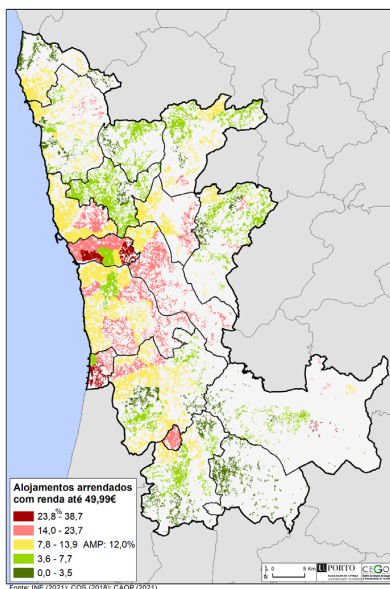 Alojamentos arrendados
com renda até 49,99€
%
23,8 - 38,7
14,0 - 23,7
7,8 - 13,9 AMP: 12,0%
3,6 - 7,7
0,0 - 3,5
0 5 Km
U.PORTO
CEGO
Fonte: INE (2021); COS (2018); CAOP (2021)